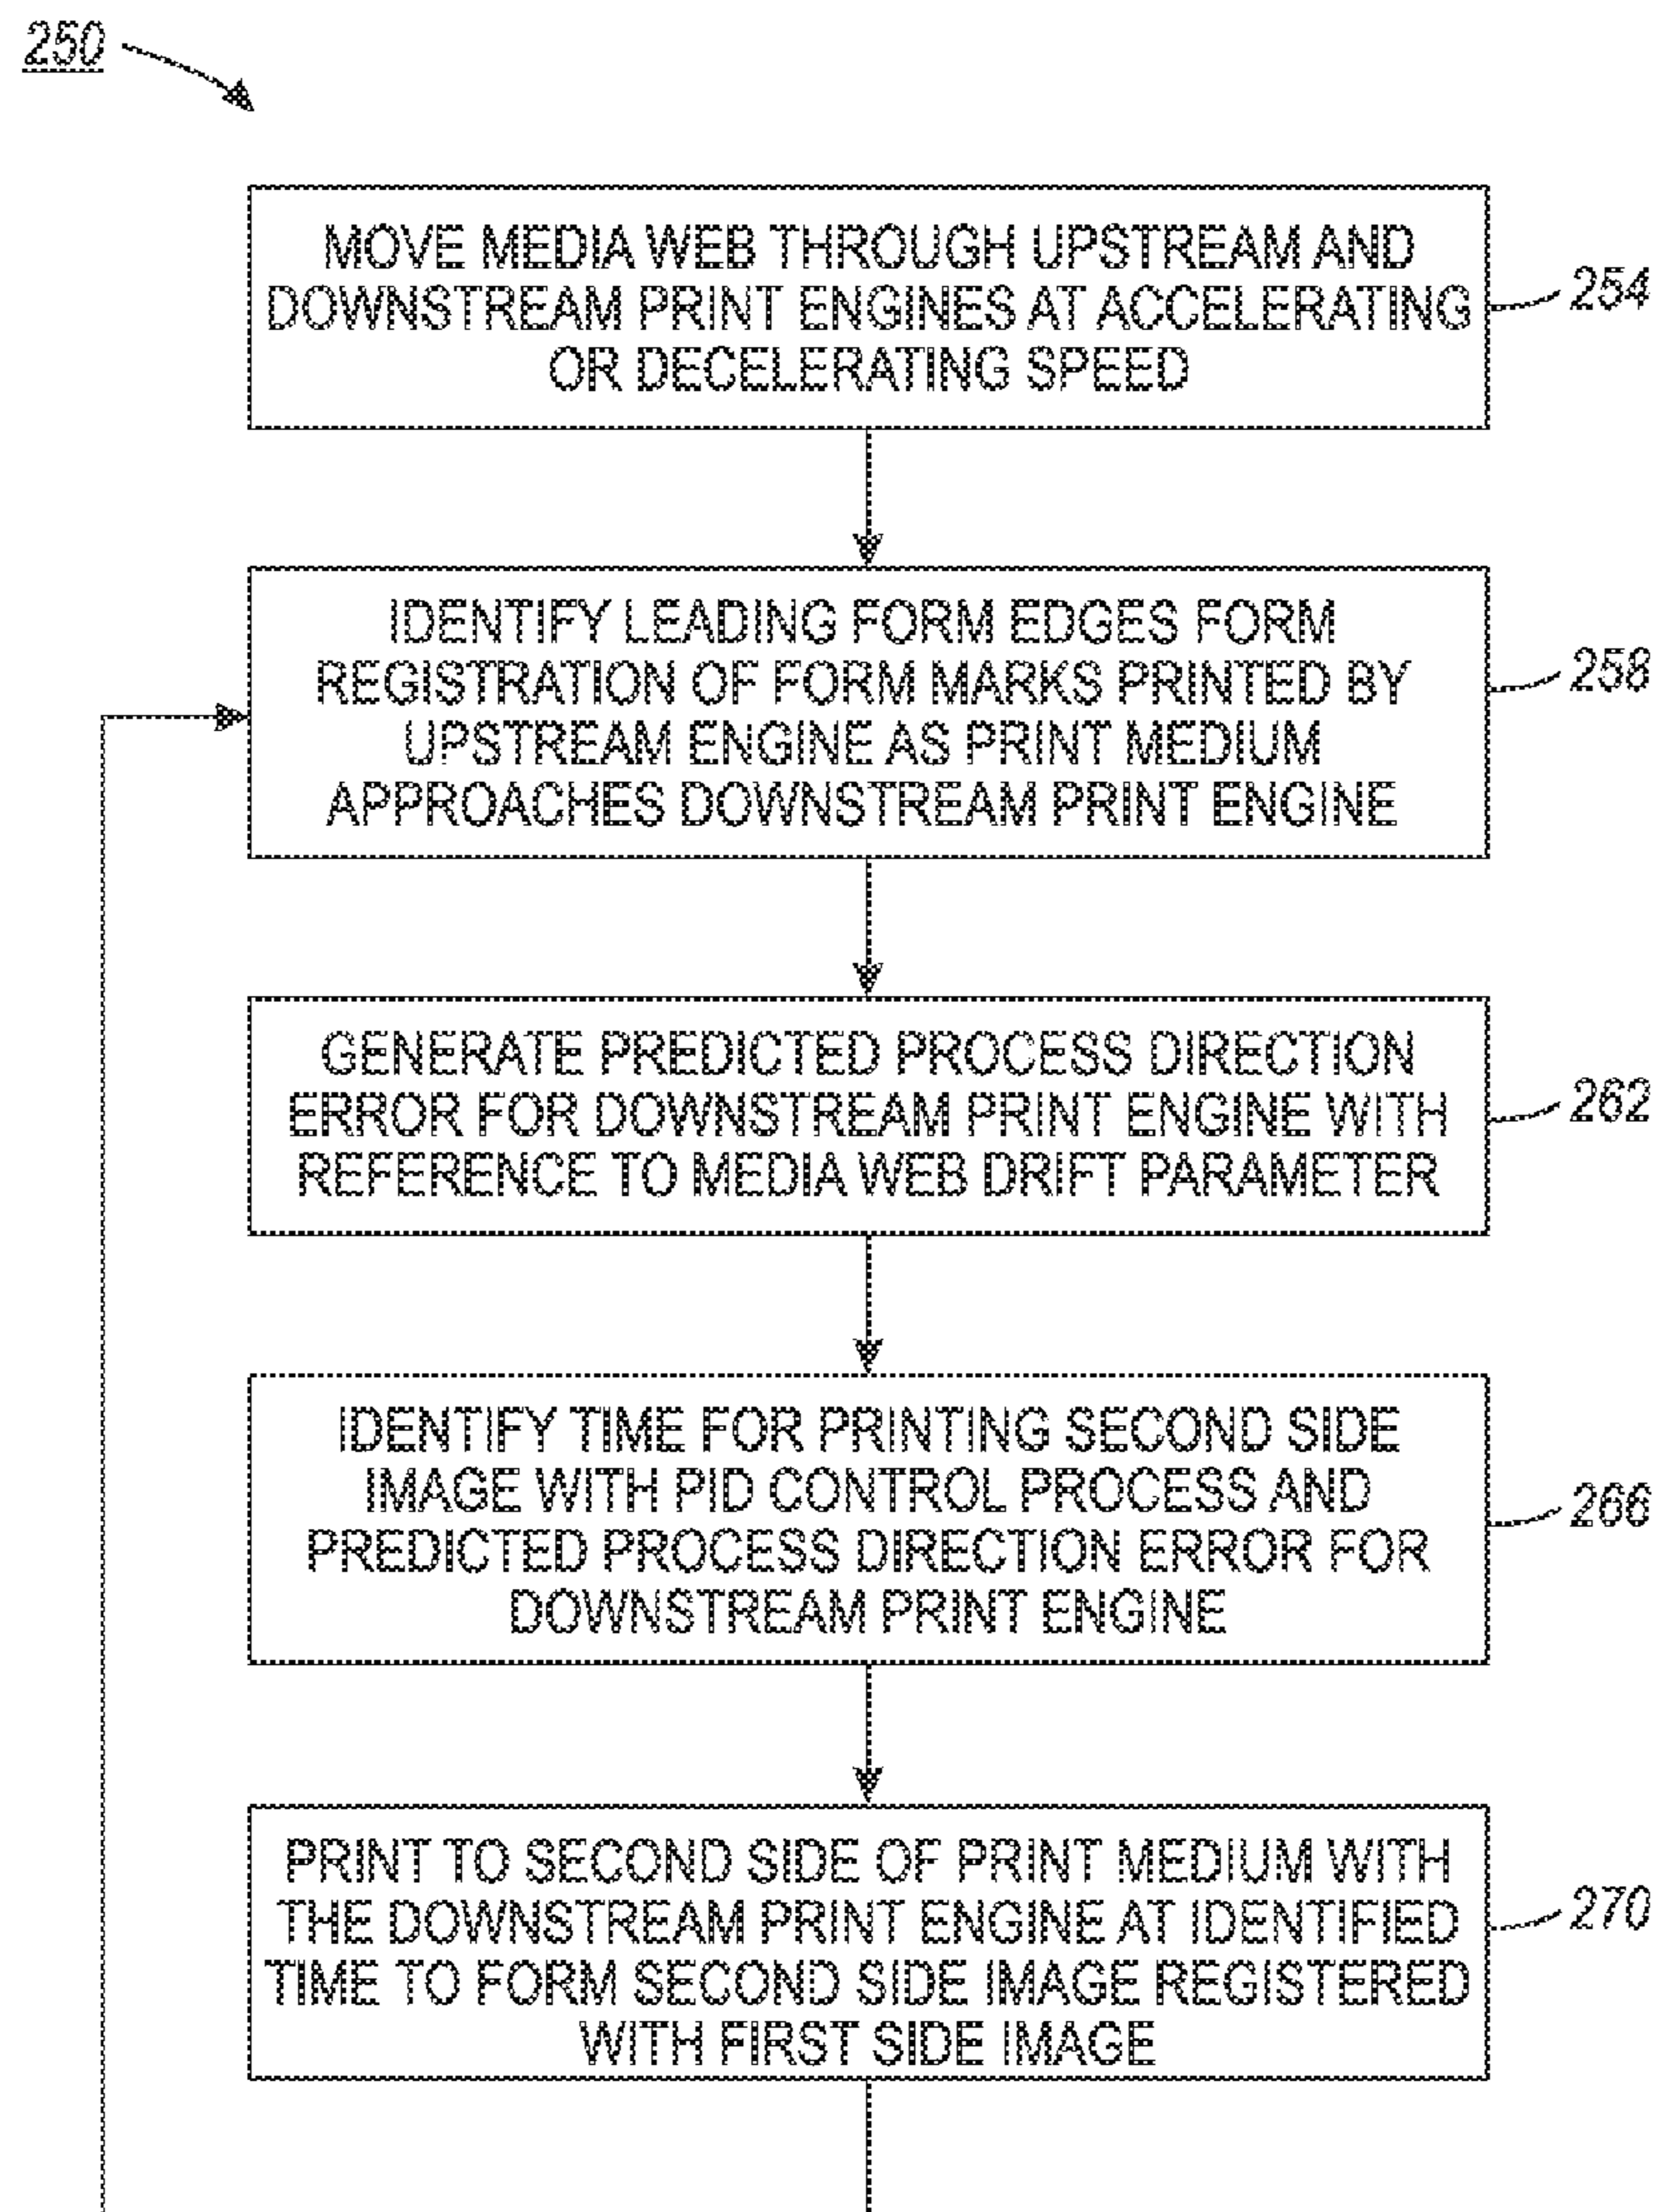 250
MOVE MEDIA WEB THROUGH UPSTREAM AND
DOWNSTREAM PRINT ENGINES AT ACCELERATING
OR DECELERATING SPEED
254
IDENTIFY LEADING FORM EDGES FORM
REGISTRATION OF FORM MARKS PRINTED BY
UPSTREAM ENGINE AS PRINT MEDIUM
APPROACHES DOWNSTREAM PRINT ENGINE
258
GENERATE PREDICTED PROCESS DIRECTION
ERROR FOR DOWNSTREAM PRINT ENGINE WITH
REFERENCE TO MEDIA WEB DRIFT PARAMETER
262
IDENTIFY TIME FOR PRINTING SECOND SIDE
IMAGE WITH PID CONTROL PROCESS AND
PREDICTED PROCESS DIRECTION ERROR FOR
DOWNSTREAM PRINT ENGINE
266
PRINT TO SECOND SIDE OF PRINT MEDIUM WITH
THE DOWNSTREAM PRINT ENGINE AT IDENTIFIED
TIME TO FORM SECOND SIDE IMAGE REGISTERED
WITH FIRST SIDE IMAGE
270